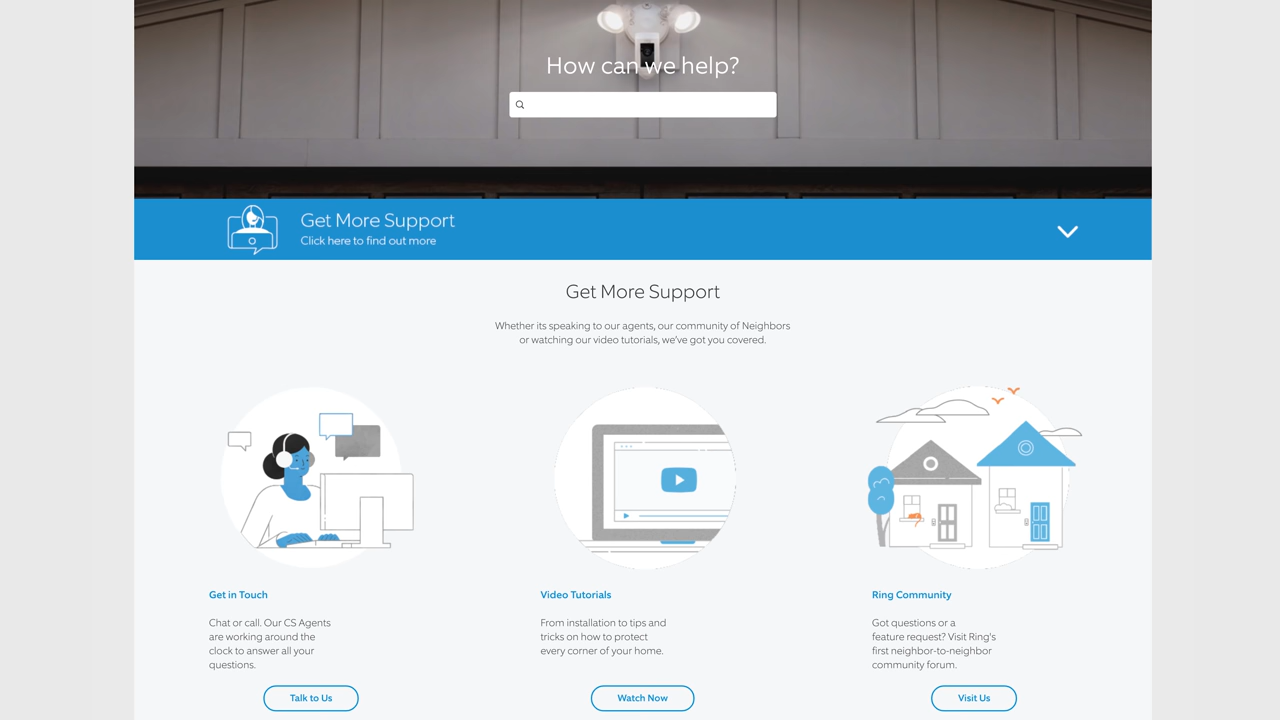 How can we help?
Get More Support
Click here to find out more
Get More Support
Whether its speaking to our agents, our community of Neighbors
or watching our video tutorials, we've got you covered.
Get in Touch
Chat or call. Our CS Agents
are working around the
clock to answer all your
questions.
Talk to Us
Video Tutorials
From installation to tips and
tricks on how to protect
every corner of your home.
Watch Now
Ring Community
Got questions or a
feature request? Visit Ring's
first neighbor-to-neighbor
community forum.
Visit Us